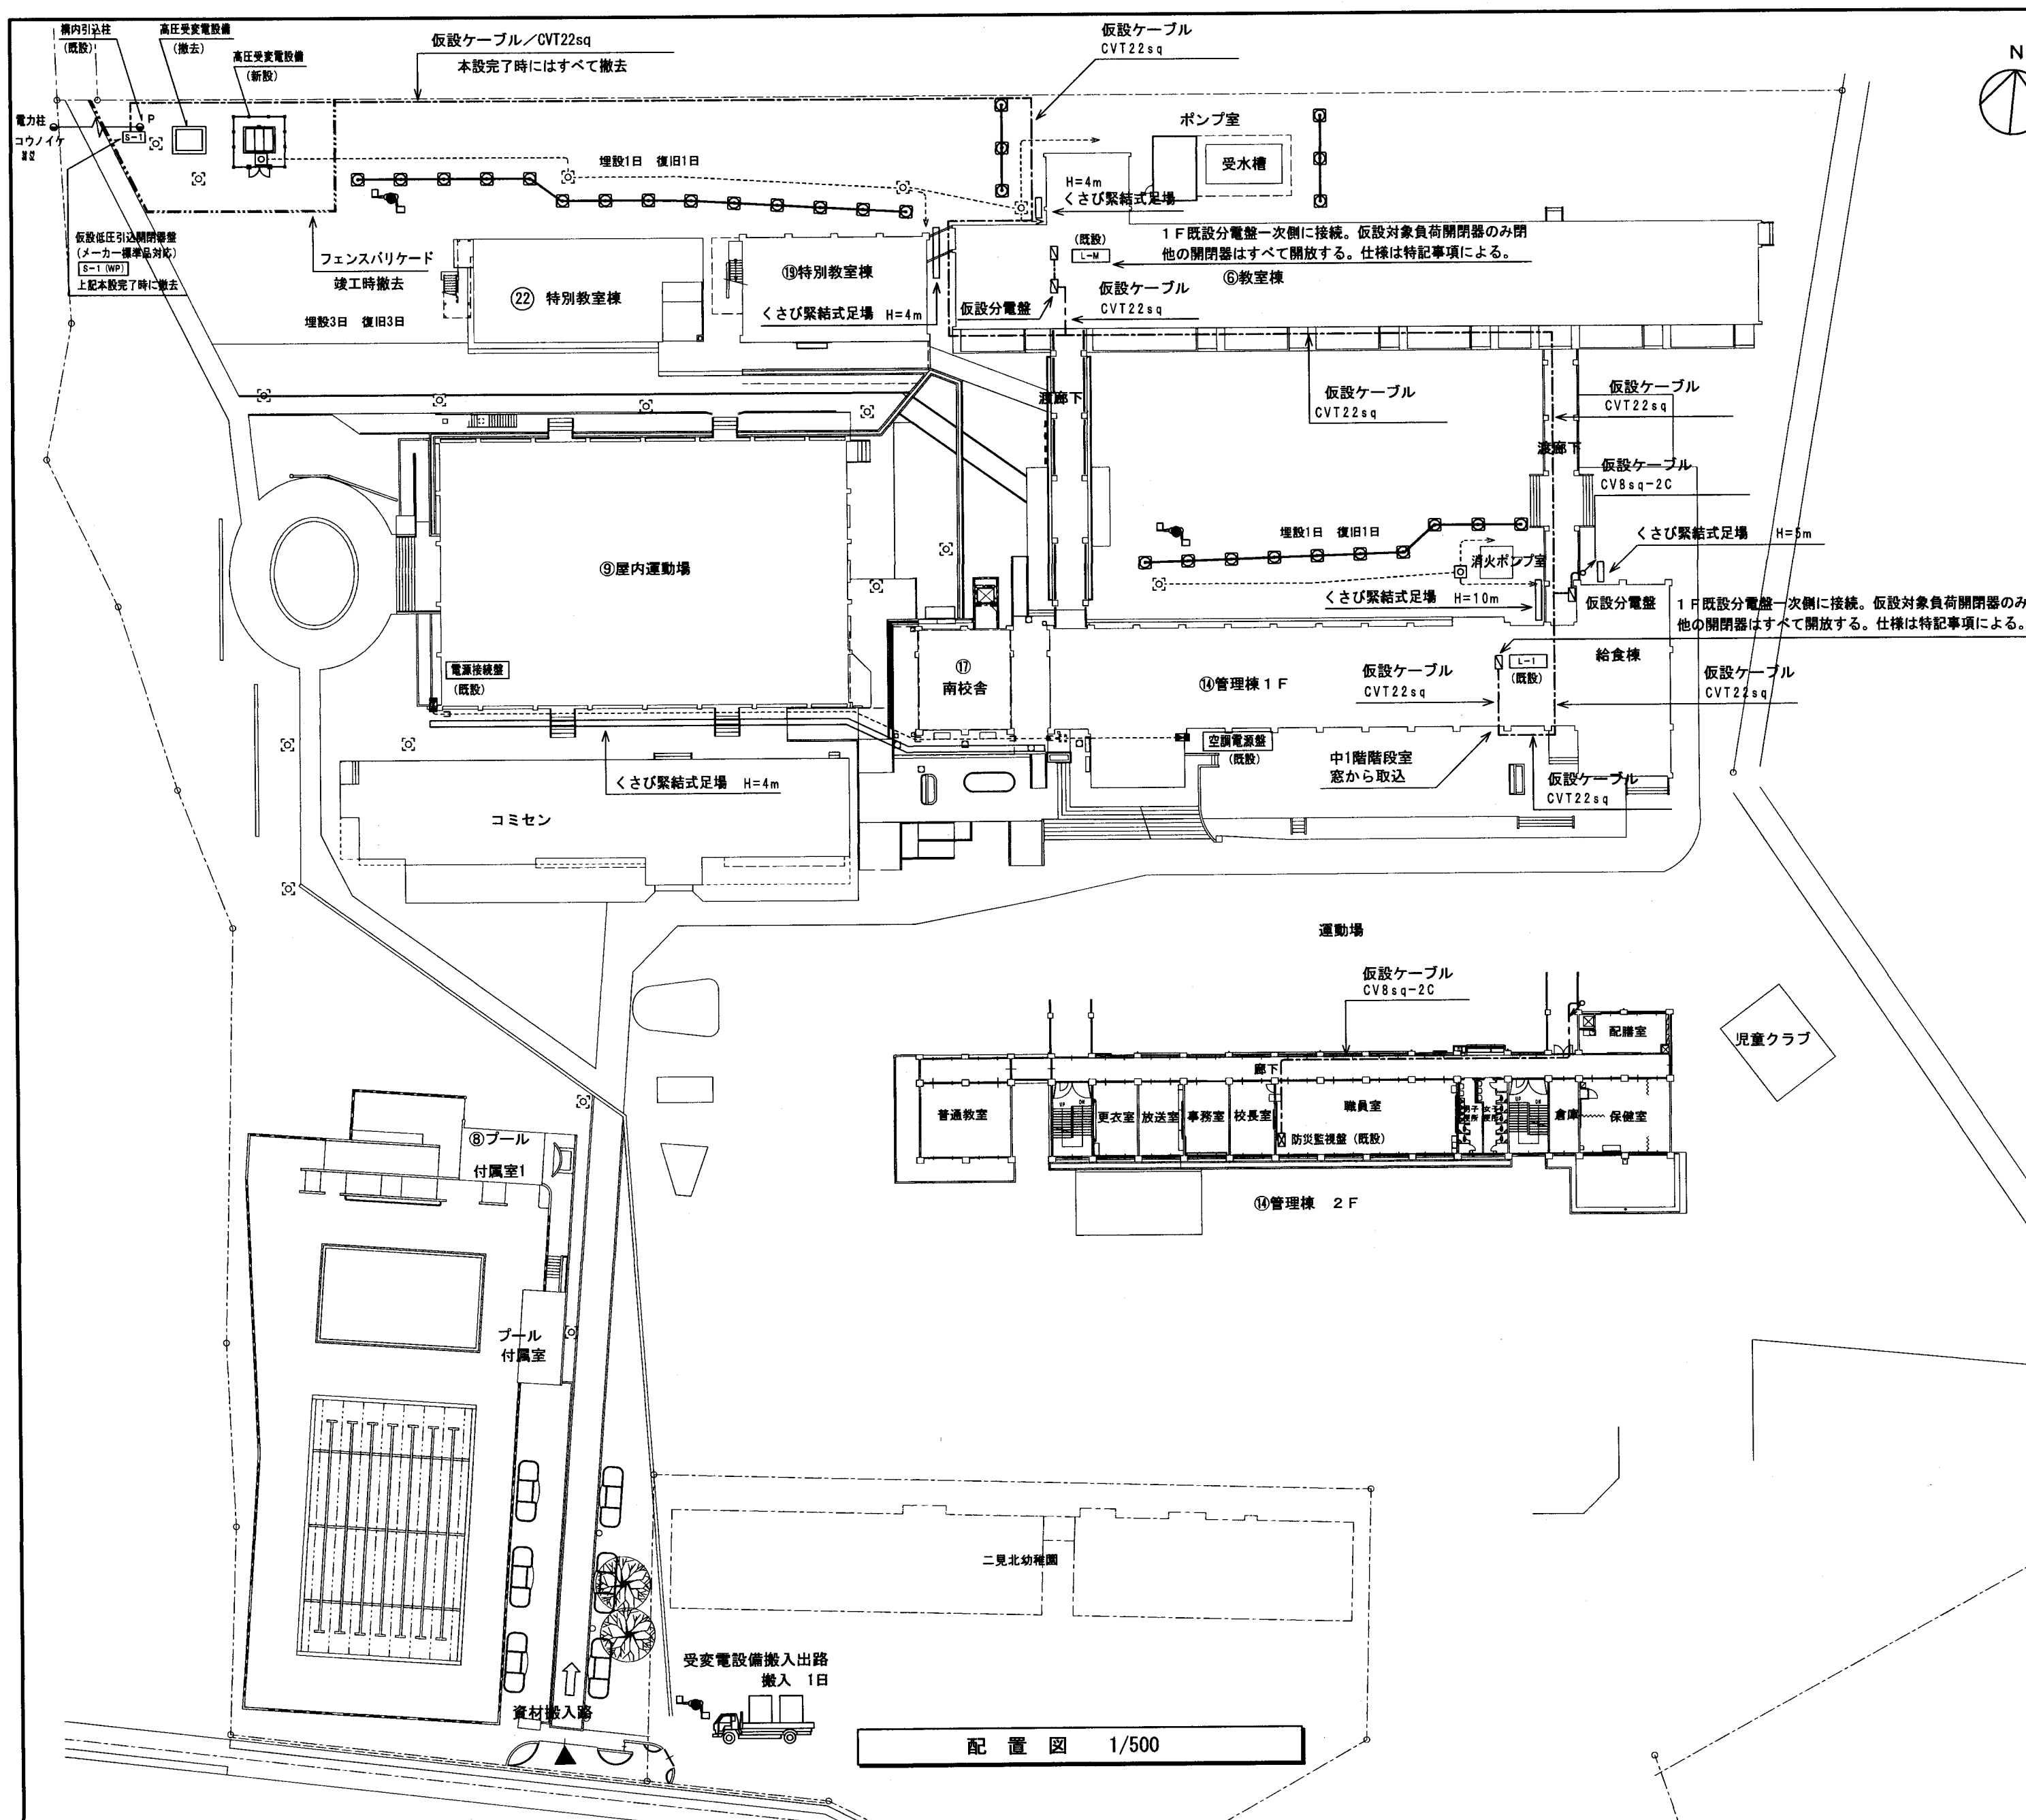 構内引込柱
(既設)
高圧受変電設備
(撤去)
高圧受変電設備
(新設)
仮設ケーブル／CVT22sq
本設完了時にはすべて撤去
仮設ケーブル
CVT22sq
N
電力柱
コウノイケ
P
S-1
ポンプ室
受水槽
埋設1日 復旧1日
H=4m
くさび緊結式足場
仮設低圧引込開閉器盤
(メーカー標準品対応)
S-1 (WP)
上記本設完了時に撤去
フェンスバリケード
竣工時撤去
埋設3日 復旧3日
㉒ 特別教室棟
⑲特別教室棟
くさび緊結式足場 H=4m
(既設)
L-M
1F既設分電盤一次側に接続。仮設対象負荷開閉器のみ閉
他の開閉器はすべて開放する。仕様は特記事項による。
⑥教室棟
仮設分電盤
仮設ケーブル
CVT22sq
渡廊下
仮設ケーブル
CVT22sq
仮設ケーブル
CVT22sq
渡廊下
仮設ケーブル
CV8sq-2C
くさび緊結式足場 H=5m
埋設1日 復旧1日
消火ポンプ室
くさび緊結式足場 H=10m
仮設分電盤
1F既設分電盤一次側に接続。仮設対象負荷開閉器のみ
他の開閉器はすべて開放する。仕様は特記事項による。
⑨屋内運動場
電源接続盤
(既設)
⑰
南校舎
⑭管理棟1F
仮設ケーブル
CVT22sq
L-1
(既設)
給食棟
仮設ケーブル
CVT22sq
空調電源盤
(既設)
中1階階段室
窓から取込
仮設ケーブル
CVT22sq
くさび緊結式足場 H=4m
コミセン
運動場
仮設ケーブル
CV8sq-2C
配膳室
児童クラブ
廊下
普通教室
UP
DN
更衣室
放送室
事務室
校長室
職員室
防災監視盤(既設)
男子
便所
女子
便所
UP
DN
倉庫
保健室
⑭管理棟 2F
⑧プール
付属室1
プール
付属室
二見北幼稚園
受変電設備搬入出路
搬入 1日
資材搬入路
配置図 1/500